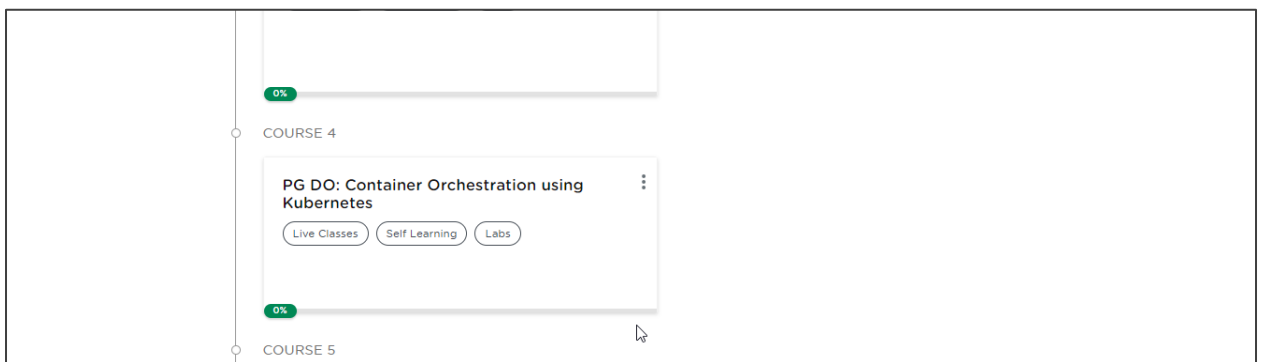 0%
COURSE 4
PG DO: Container Orchestration using
Kubernetes
Live Classes Self Learning Labs
0%
COURSE 5